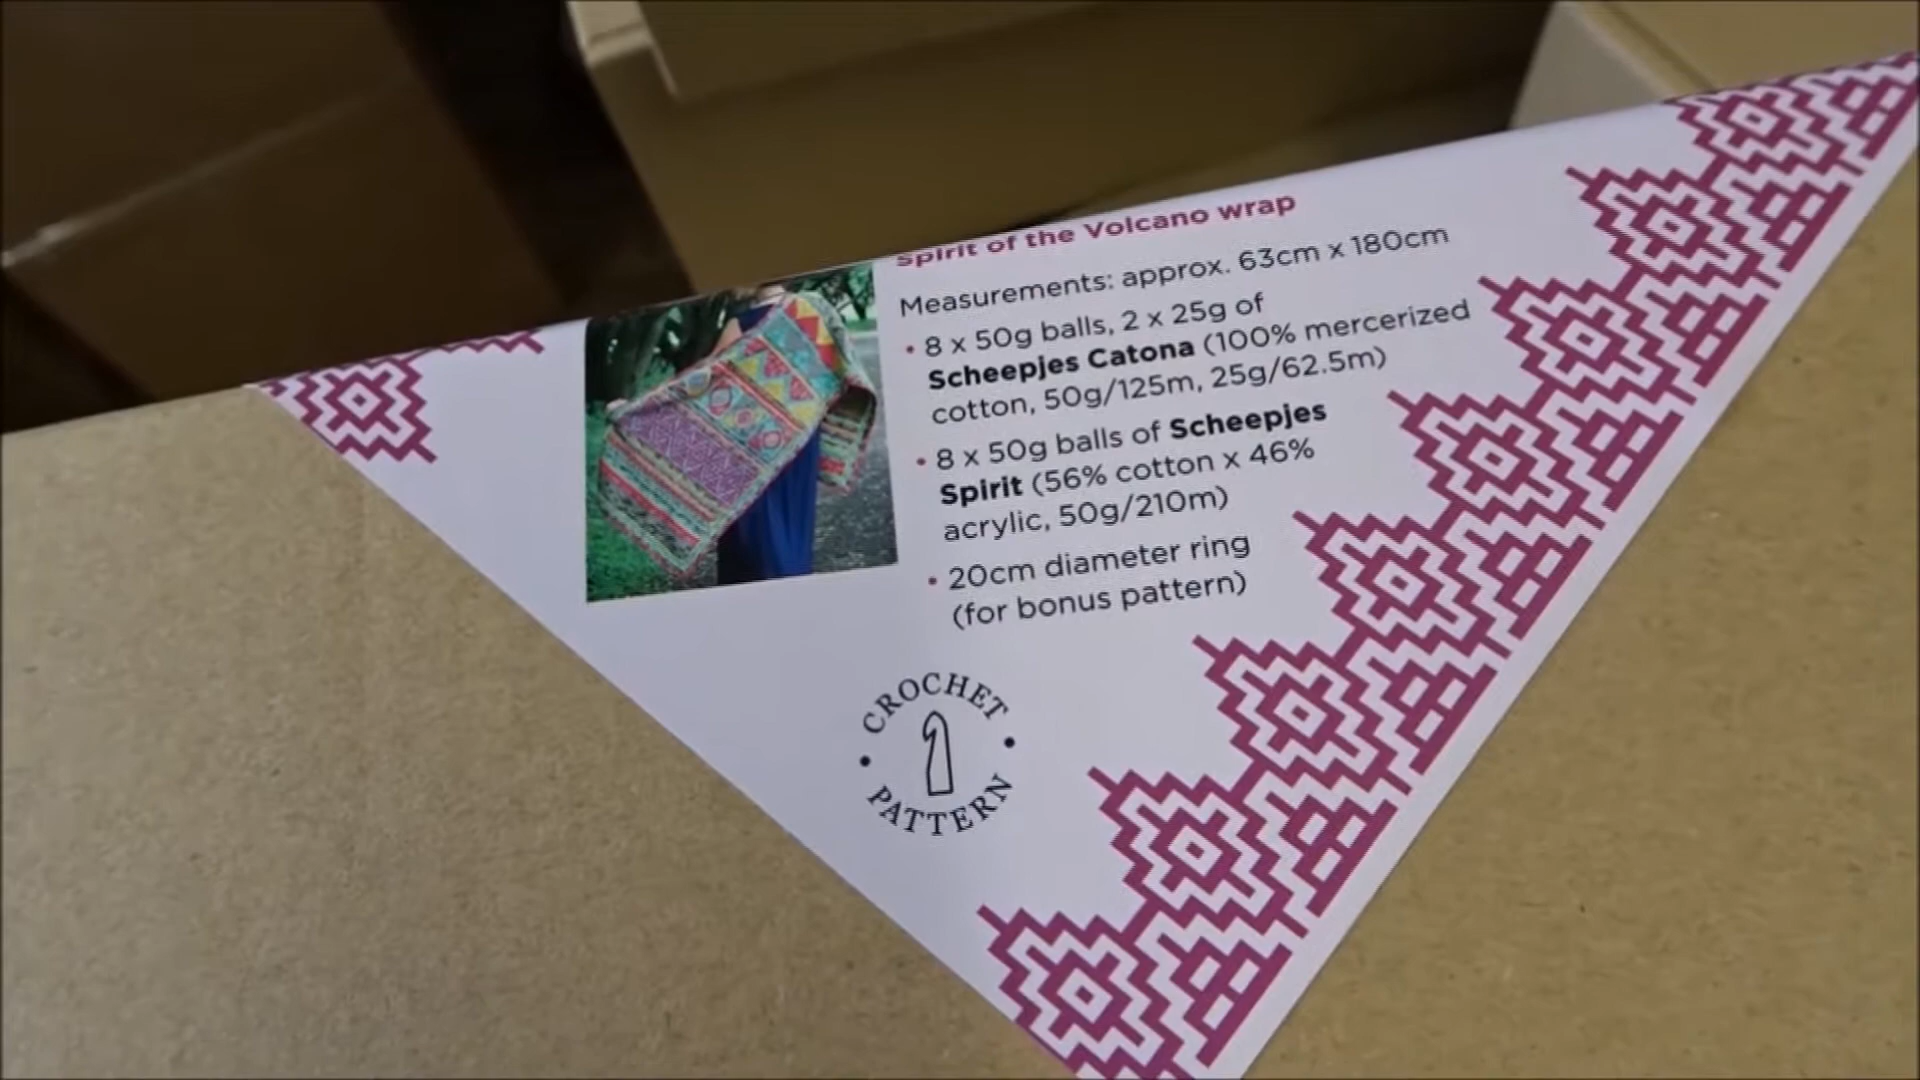 Spirit of the Volcano wrap
Measurements: approx. 63cm x 180cm
• 8 x 50g balls, 2 x 25g of
Scheepjes Catona (100% mercerized
cotton, 50g/125m, 25g/62.5m)
• 8 x 50g balls of Scheepjes
Spirit (56% cotton x 46%
acrylic, 50g/210m)
• 20cm diameter ring
(for bonus pattern)
CROCHET
PATTERN